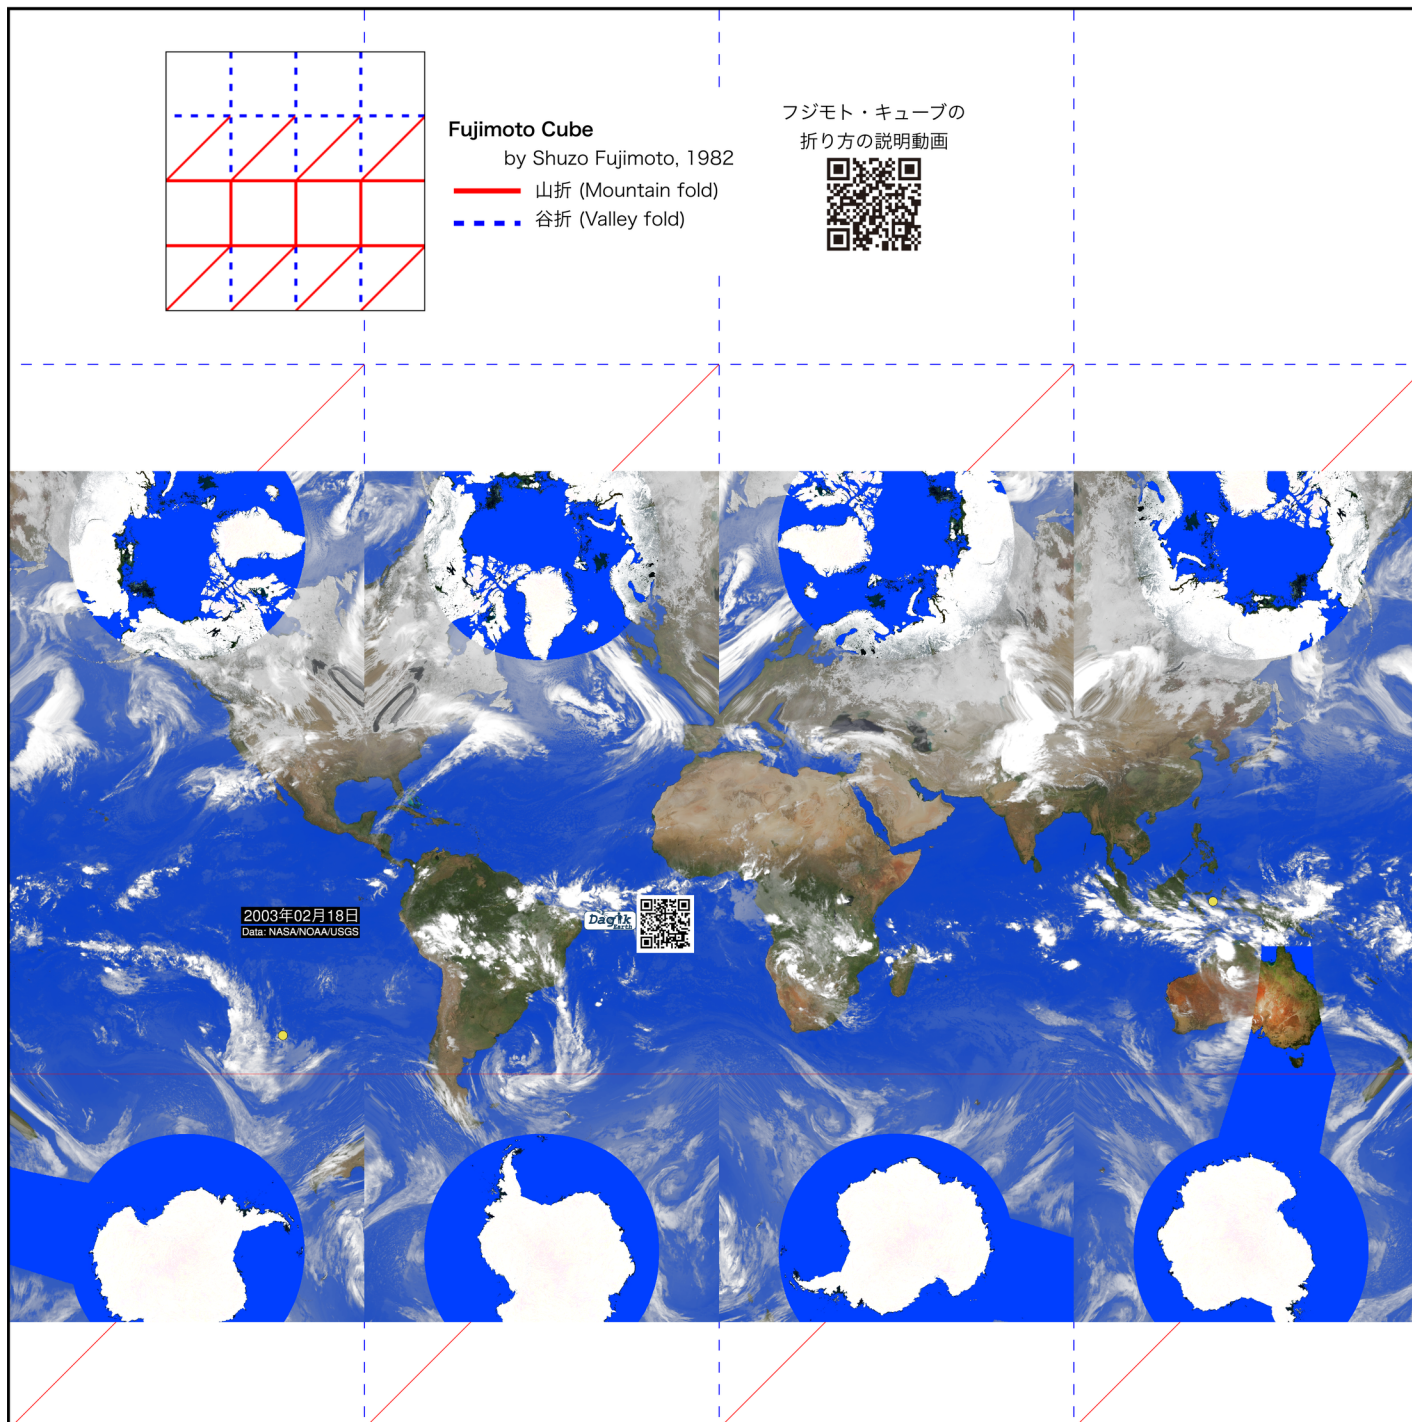 Fujimoto Cube
by Shuzo Fujimoto, 1982
山折 (Mountain fold)
谷折 (Valley fold)
フジモト・キューブの
折り方の説明動画
2003年02月18日
Data: NASA/NOAA/USGS
Dagik
Earth